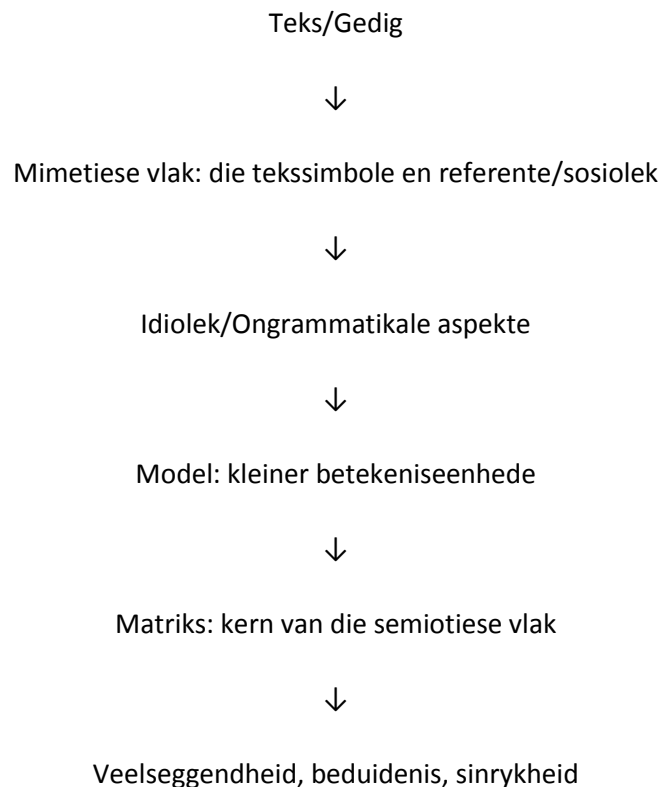 Teks/Gedig
↓
Mimetiese vlak: die tekssimbole en referente/sosiolek
↓
Idiolek/Ongrammatikale aspekte
↓
Model: kleiner betekeniseenhede
↓
Matriks: kern van die semiotiese vlak
↓
Veelseggendheid, beduidenis, sinrykheid